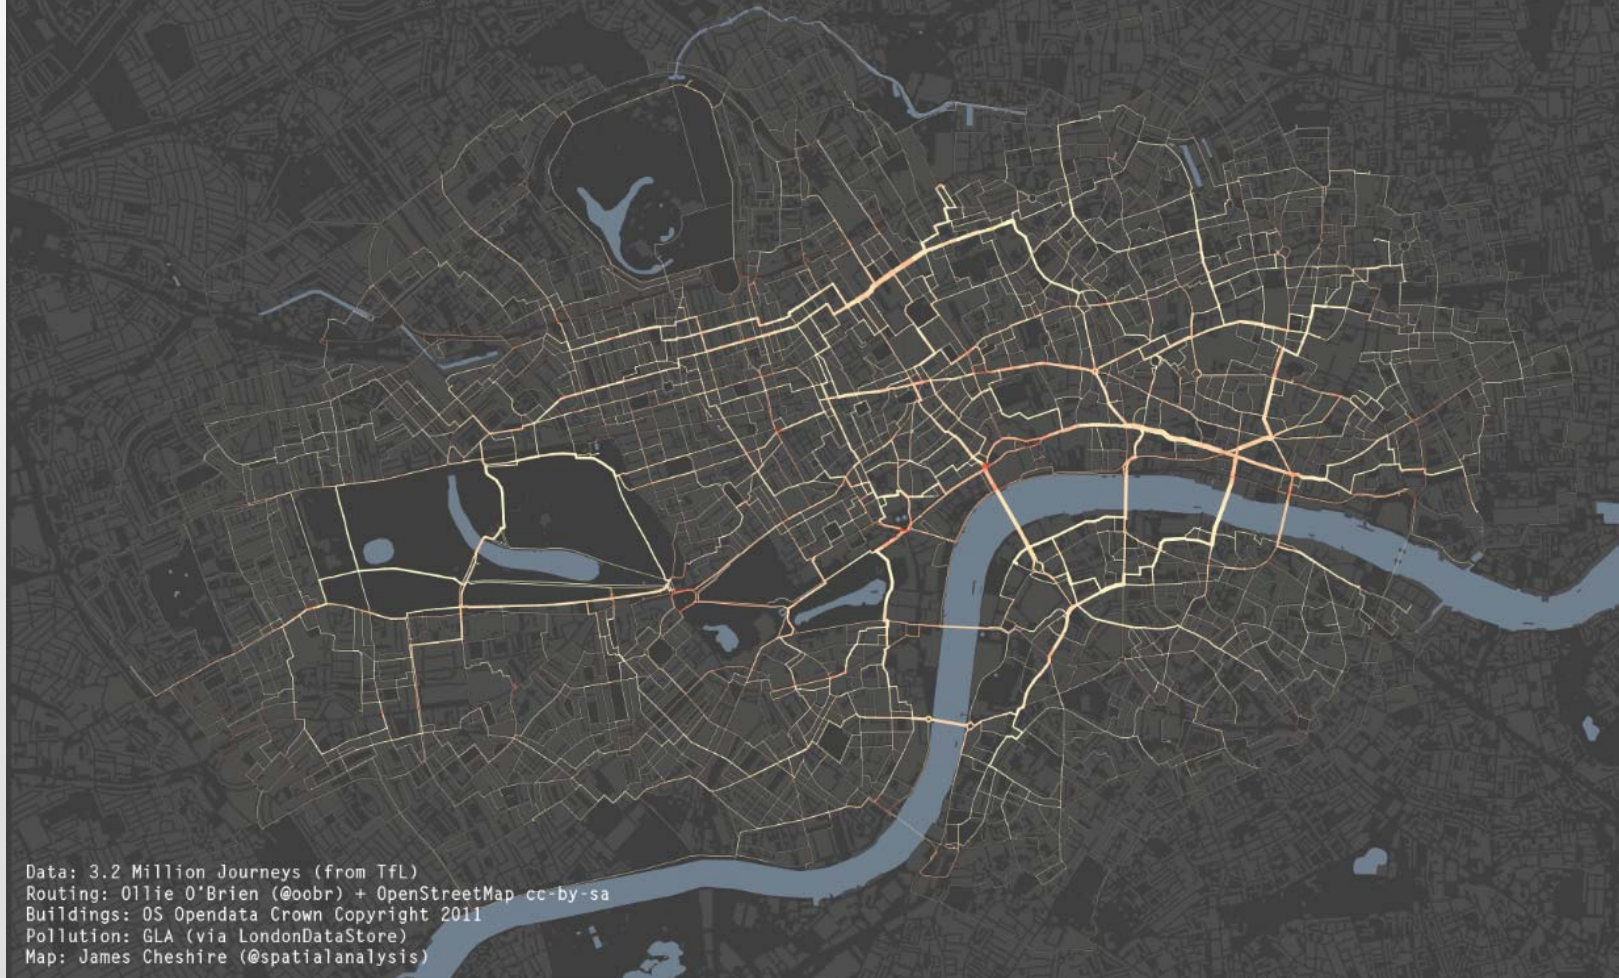 Data: 3.2 Million Journeys (from TfL)
Routing: Ollie O'Brien (@oobr) + OpenStreetMap cc-by-sa
Buildings: OS Opendata Crown Copyright 2011
Pollution: GLA (via LondonDataStore)
Map: James Cheshire (@spatialanalysis)